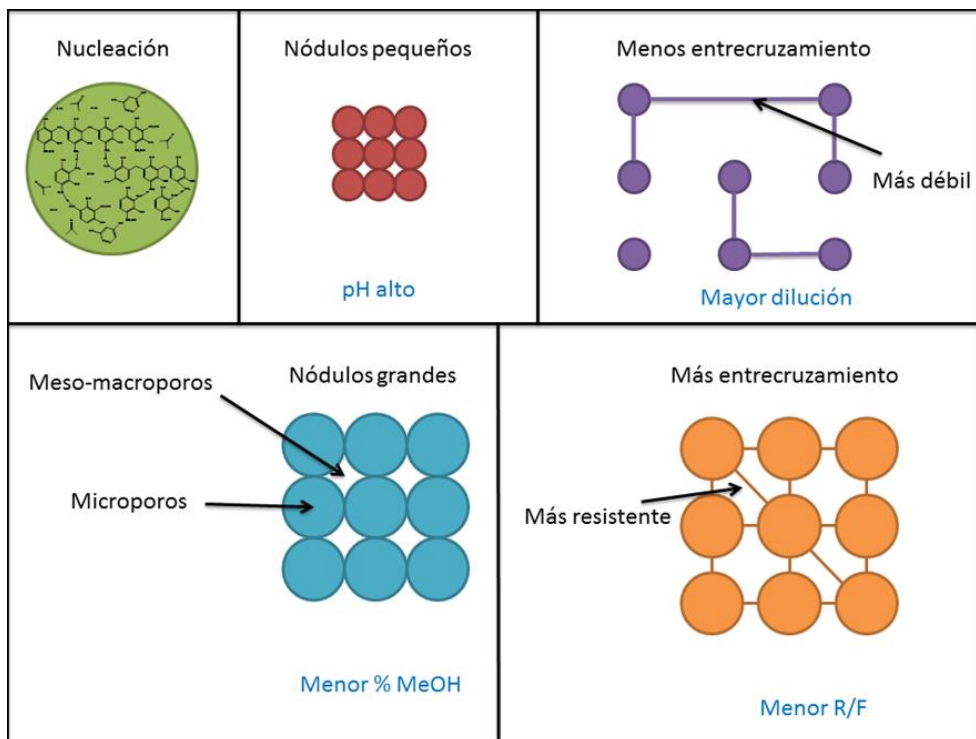 Nucleación
Nódulos pequeños
pH alto
Menos entrecruzamiento
Más débil
Mayor dilución
Nódulos grandes
Meso-macroporos
Microporos
Menor % MeOH
Más entrecruzamiento
Más resistente
Menor R/F